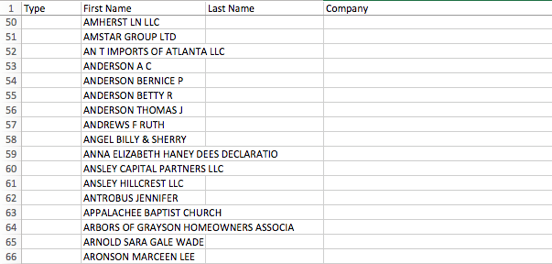 1 Type First Name Last Name Company
50 AMHERST LN LLC
51 AMSTAR GROUP LTD
52 AN T IMPORTS OF ATLANTA LLC
53 ANDERSON A C
54 ANDERSON BERNICE P
55 ANDERSON BETTY R
56 ANDERSON THOMAS J
57 ANDREWS F RUTH
58 ANGEL BILLY & SHERRY
59 ANNA ELIZABETH HANEY DEES DECLARATIO
60 ANSLEY CAPITAL PARTNERS LLC
61 ANSLEY HILLCREST LLC
62 ANTROBUS JENNIFER
63 APPALACHEE BAPTIST CHURCH
64 ARBORS OF GRAYSON HOMEOWNERS ASSOCIA
65 ARNOLD SARA GALE WADE
66 ARONSON MARCEEN LEE